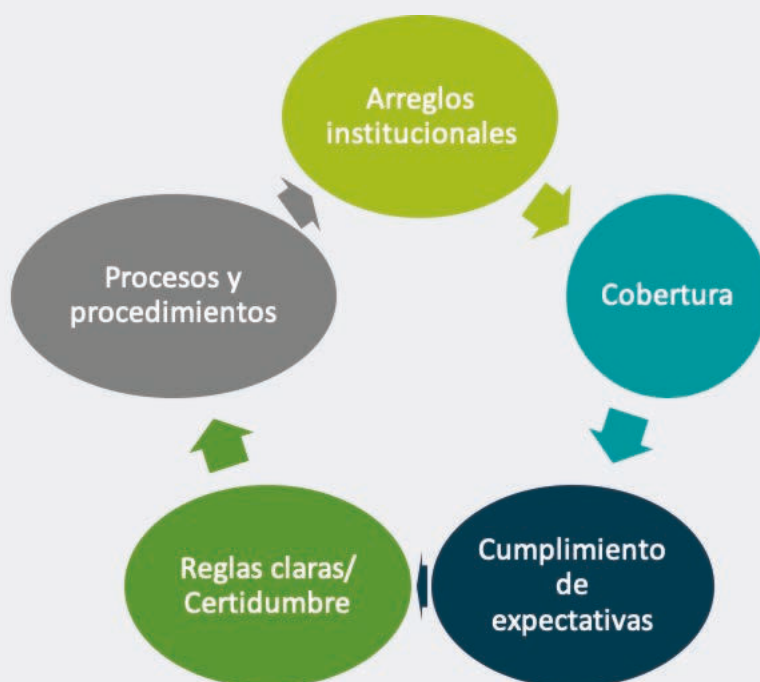 Arreglos
institucionales
Cobertura
Cumplimiento
de
expectativas
Reglas claras/
Certidumbre
Procesos y
procedimientos